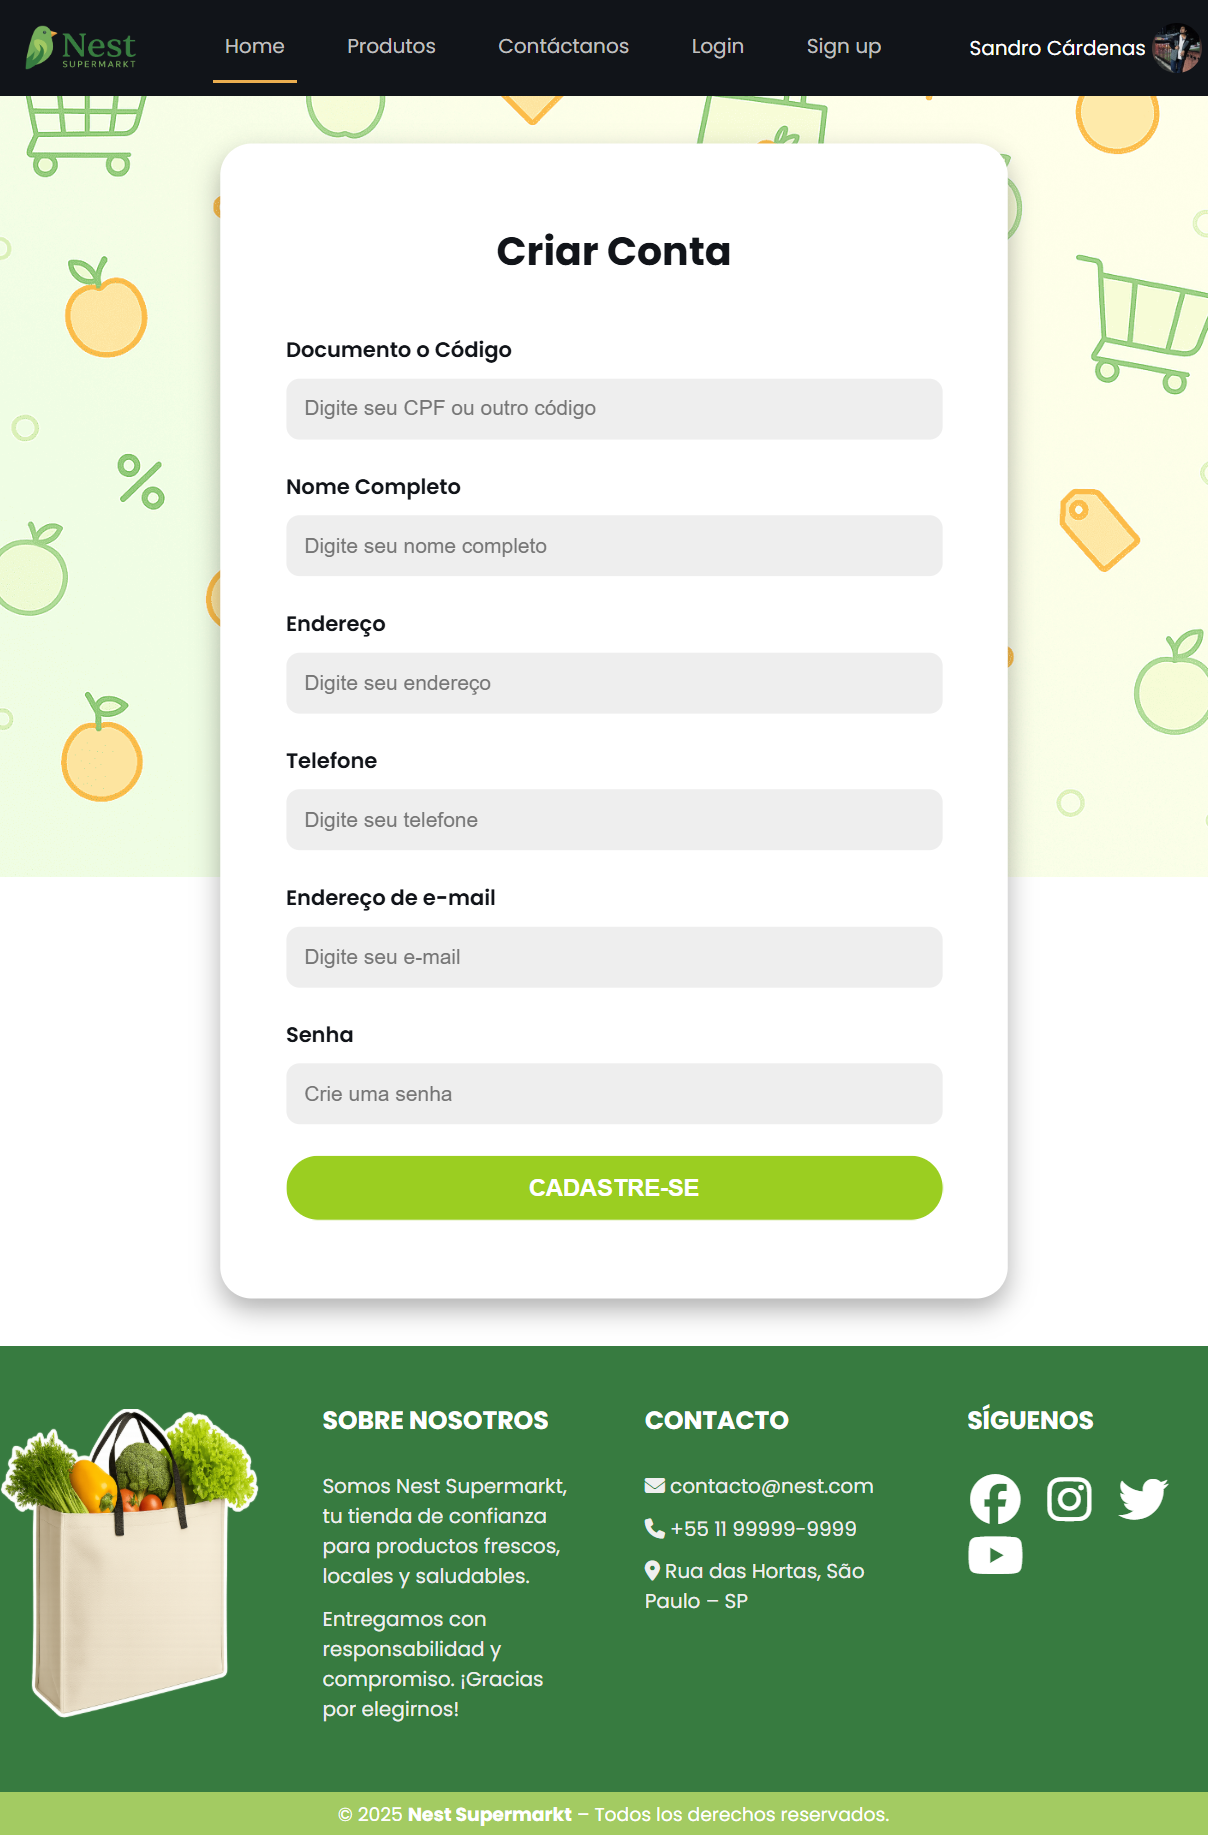 Nest
SUPERMARKT
Home
Produtos
Contáctanos
Login
Sign up
Sandro Cárdenas
Criar Conta
Documento o Código
Digite seu CPF ou outro código
Nome Completo
Digite seu nome completo
Endereço
Digite seu endereço
Telefone
Digite seu telefone
Endereço de e-mail
Digite seu e-mail
Senha
Crie uma senha
CADASTRE-SE
SOBRE NOSOTROS
Somos Nest Supermarkt,
tu tienda de confianza
para productos frescos,
locales y saludables.
Entregamos con
responsabilidad y
compromiso. ¡Gracias
por elegirnos!
CONTACTO
contacto@nest.com
+55 11 99999-9999
Rua das Hortas, São
Paulo – SP
SÍGUENOS
© 2025 Nest Supermarkt – Todos los derechos reservados.